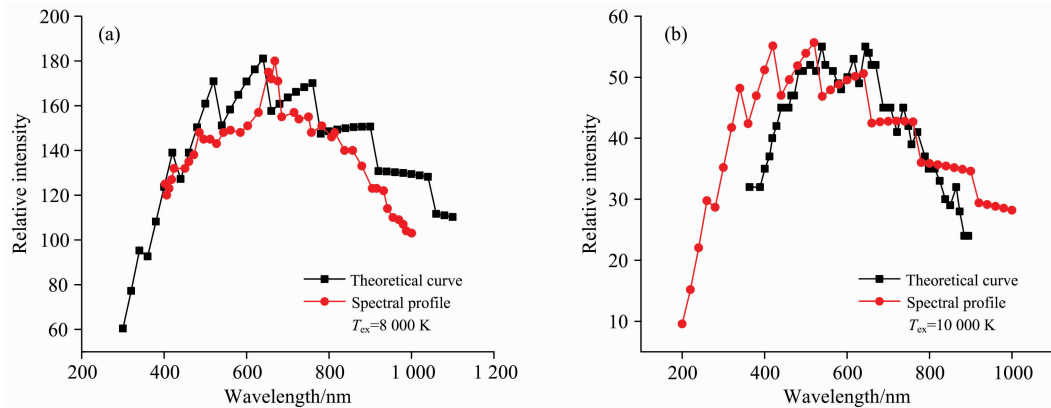 (a)
200
180
160
140
120
100
80
60
Relative intensity
200
400
600
800
1 000
1 200
Wavelength/nm
Theoretical curve
Spectral profile
Tex=8 000 K
(b)
60
50
40
30
20
10
Relative intensity
200
400
600
800
1000
Wavelength/nm
Theoretical curve
Spectral profile
Tex=10 000 K